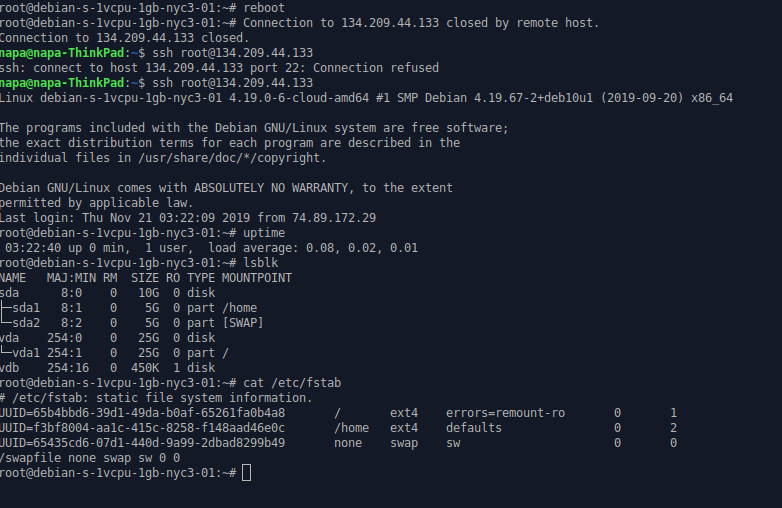 root@debian-s-1vcpu-1gb-nyc3-01:~# reboot
root@debian-s-1vcpu-1gb-nyc3-01:~# Connection to 134.209.44.133 closed by remote host.
Connection to 134.209.44.133 closed.
napa@napa-ThinkPad:~$ ssh root@134.209.44.133
ssh: connect to host 134.209.44.133 port 22: Connection refused
napa@napa-ThinkPad:~$ ssh root@134.209.44.133
Linux debian-s-1vcpu-1gb-nyc3-01 4.19.0-6-cloud-amd64 #1 SMP Debian 4.19.67-2+deb10u1 (2019-09-20) x86_64

The programs included with the Debian GNU/Linux system are free software;
the exact distribution terms for each program are described in the
individual files in /usr/share/doc/*/copyright.

Debian GNU/Linux comes with ABSOLUTELY NO WARRANTY, to the extent
permitted by applicable law.
Last login: Thu Nov 21 03:22:09 2019 from 74.89.172.29
root@debian-s-1vcpu-1gb-nyc3-01:~# uptime
 03:22:40 up 0 min,  1 user,  load average: 0.08, 0.02, 0.01
root@debian-s-1vcpu-1gb-nyc3-01:~# lsblk
NAME   MAJ:MIN RM  SIZE RO TYPE MOUNTPOINT
sda      8:0    0   10G  0 disk
├─sda1   8:1    0    5G  0 part /home
└─sda2   8:2    0    5G  0 part [SWAP]
vda    254:0    0   25G  0 disk
└─vda1 254:1    0   25G  0 part /
vdb    254:16   0  450K  1 disk
root@debian-s-1vcpu-1gb-nyc3-01:~# cat /etc/fstab
# /etc/fstab: static file system information.
UUID=65b4bbd6-39d1-49da-b0af-65261fa0b4a8       /       ext4    errors=remount-ro       0       1
UUID=f3bf8004-aa1c-415c-8258-f148aad46e0c       /home   ext4    defaults                0       2
UUID=65435cd6-07d1-440d-9a99-2dbad8299b49       none    swap    sw                      0       0
/swapfile none swap sw 0 0
root@debian-s-1vcpu-1gb-nyc3-01:~#